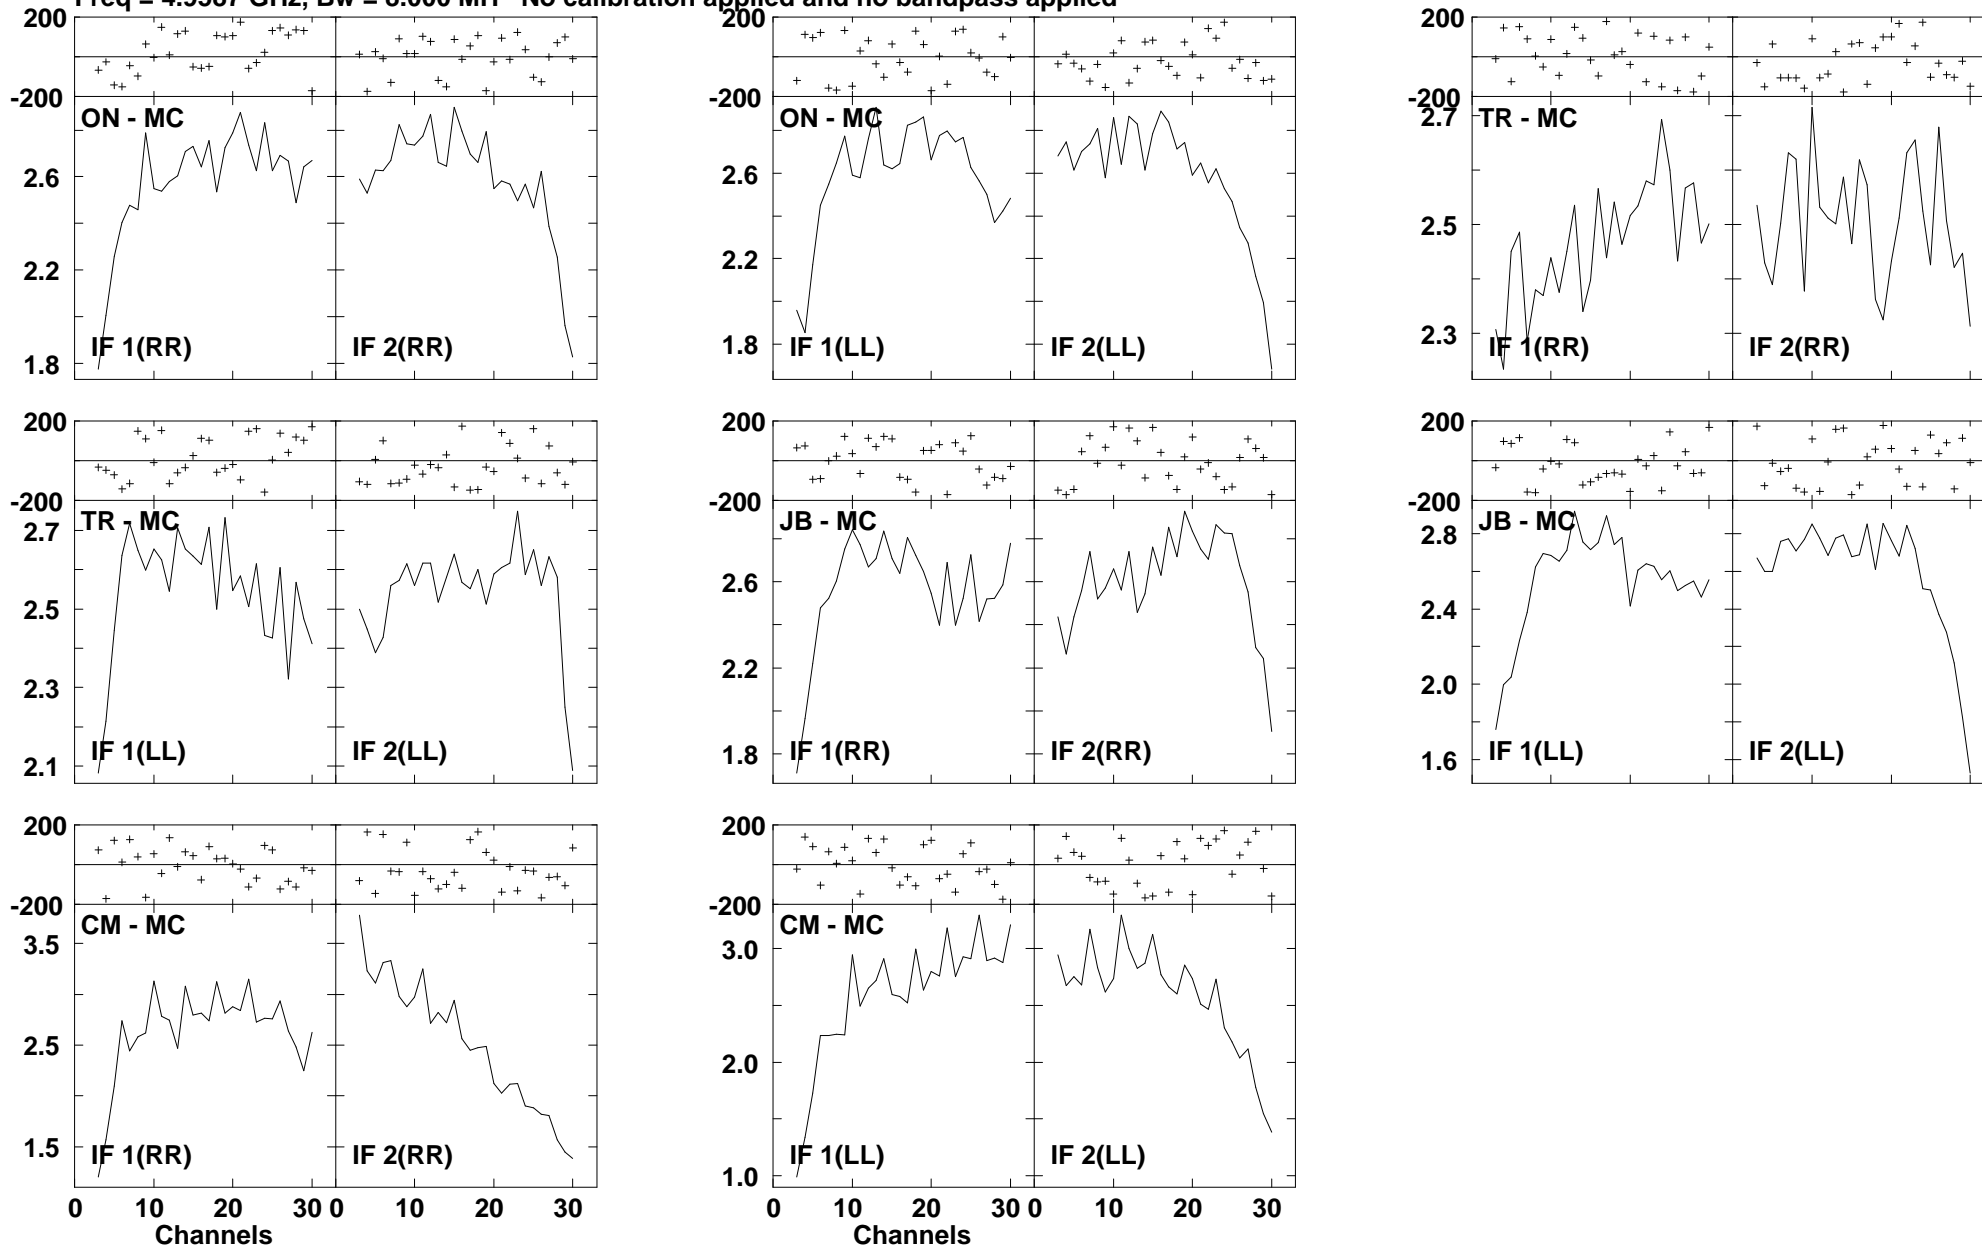 Freq = 4.9587 GHz, Bw = 8.000 MH No calibration applied and no bandpass applied
200 200 200
-200 -200 -200
ON - MC ON - MC TR - MC
2.6 2.2 1.8
2.6 2.2 1.8
2.7 2.5 2.3
IF 1(RR) IF 2(RR) IF 1(LL) IF 2(LL) IF 1(RR) IF 2(RR)
200 200 200
-200 -200 -200
TR - MC JB - MC JB - MC
2.7 2.5 2.3 2.1
2.6 2.2 1.8
2.8 2.4 2.0 1.6
IF 1(LL) IF 2(LL) IF 1(RR) IF 2(RR) IF 1(LL) IF 2(LL)
200 200
-200 -200
CM - MC CM - MC
3.5 2.5 1.5
3.0 2.0 1.0
IF 1(RR) IF 2(RR) IF 1(LL) IF 2(LL)
0 10 20 30 0 10 20 30 0 10 20 30 0 10 20 30
Channels Channels